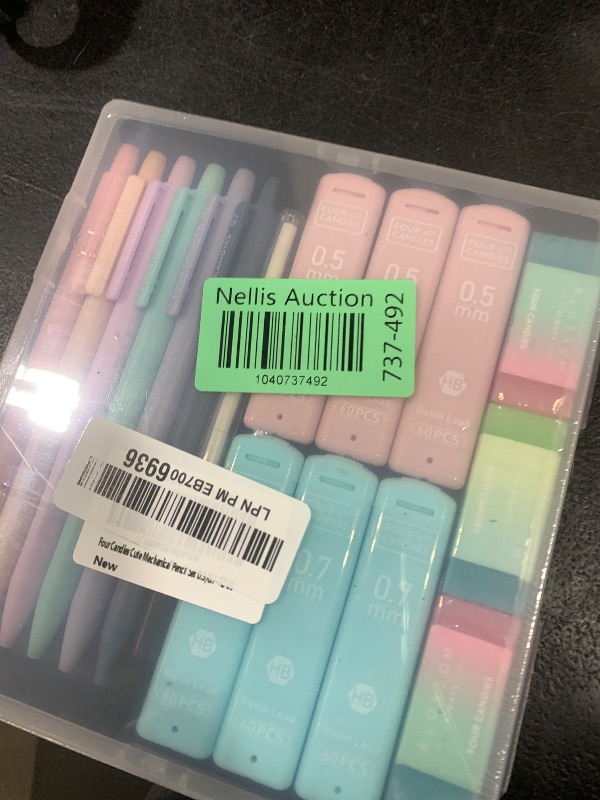 FOUR CANDIES
0.5
mm
FOUR
CANDIES
0.5
FOUR
CANDIES
0.5
mm
HB
Resin Lead
60PCS
60PCS
Nellis Auction
1040737492
737-492
LPN PM EB7006936
Four Candies Cute Mechanical Pencil Set
New
0.7
mm
0.7
mm
HB
HB
HB
Resin Lead
60PCS
60PCS
60PCS
FOUR CANDIES
BLOSSOM
FOUR CANDIES